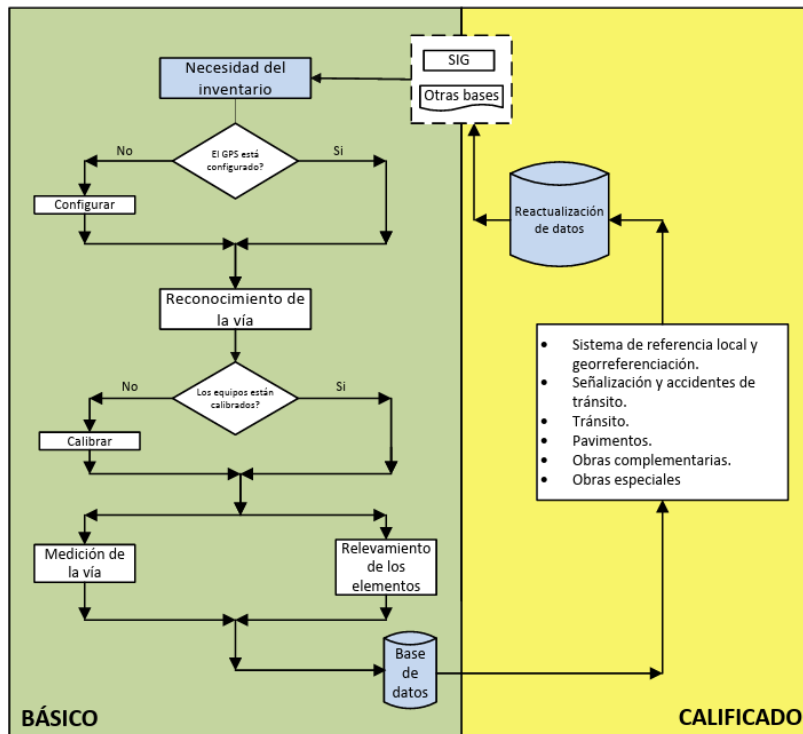 Necesidad del
inventario
SIG
Otras bases
El GPS está
configurado?
No
Si
Configurar
Reactualización
de datos
Reconocimiento de
la vía
Los equipos están
calibrados?
No
Si
Calibrar
• Sistema de referencia local y
georreferenciación.
• Señalización y accidentes de
tránsito.
• Tránsito.
• Pavimentos.
• Obras complementarias.
• Obras especiales
Medición de
la vía
Relevamiento
de los
elementos
Base
de
datos
BÁSICO
CALIFICADO